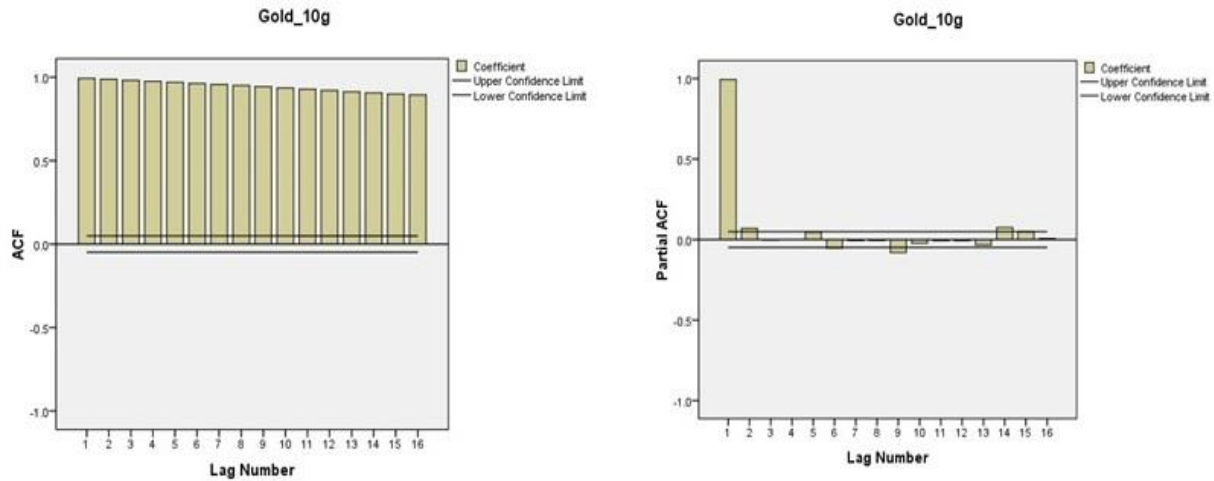 Gold_10g
Coefficient
Upper Confidence Limit
Lower Confidence Limit
1.0
0.5
0.0
-0.5
-1.0
ACF
1 2 3 4 5 6 7 8 9 10 11 12 13 14 15 16
Lag Number
Gold_10g
Coefficient
Upper Confidence Limit
Lower Confidence Limit
1.0
0.5
0.0
-0.5
-1.0
Partial ACF
1 2 3 4 5 6 7 8 9 10 11 12 13 14 15 16
Lag Number